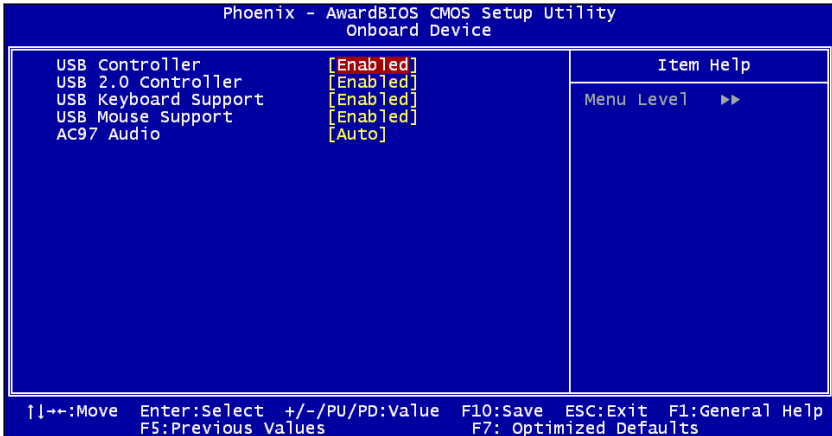 Phoenix - AwardBIOS CMOS Setup Utility
Onboard Device
USB Controller [Enabled]
USB 2.0 Controller [Enabled]
USB Keyboard Support [Enabled]
USB Mouse Support [Enabled]
AC97 Audio [Auto]
Item Help
Menu Level ►►
↑↓→←:Move Enter:Select +/-/PU/PD:Value F10:Save ESC:Exit F1:General Help
F5:Previous Values F7: Optimized Defaults